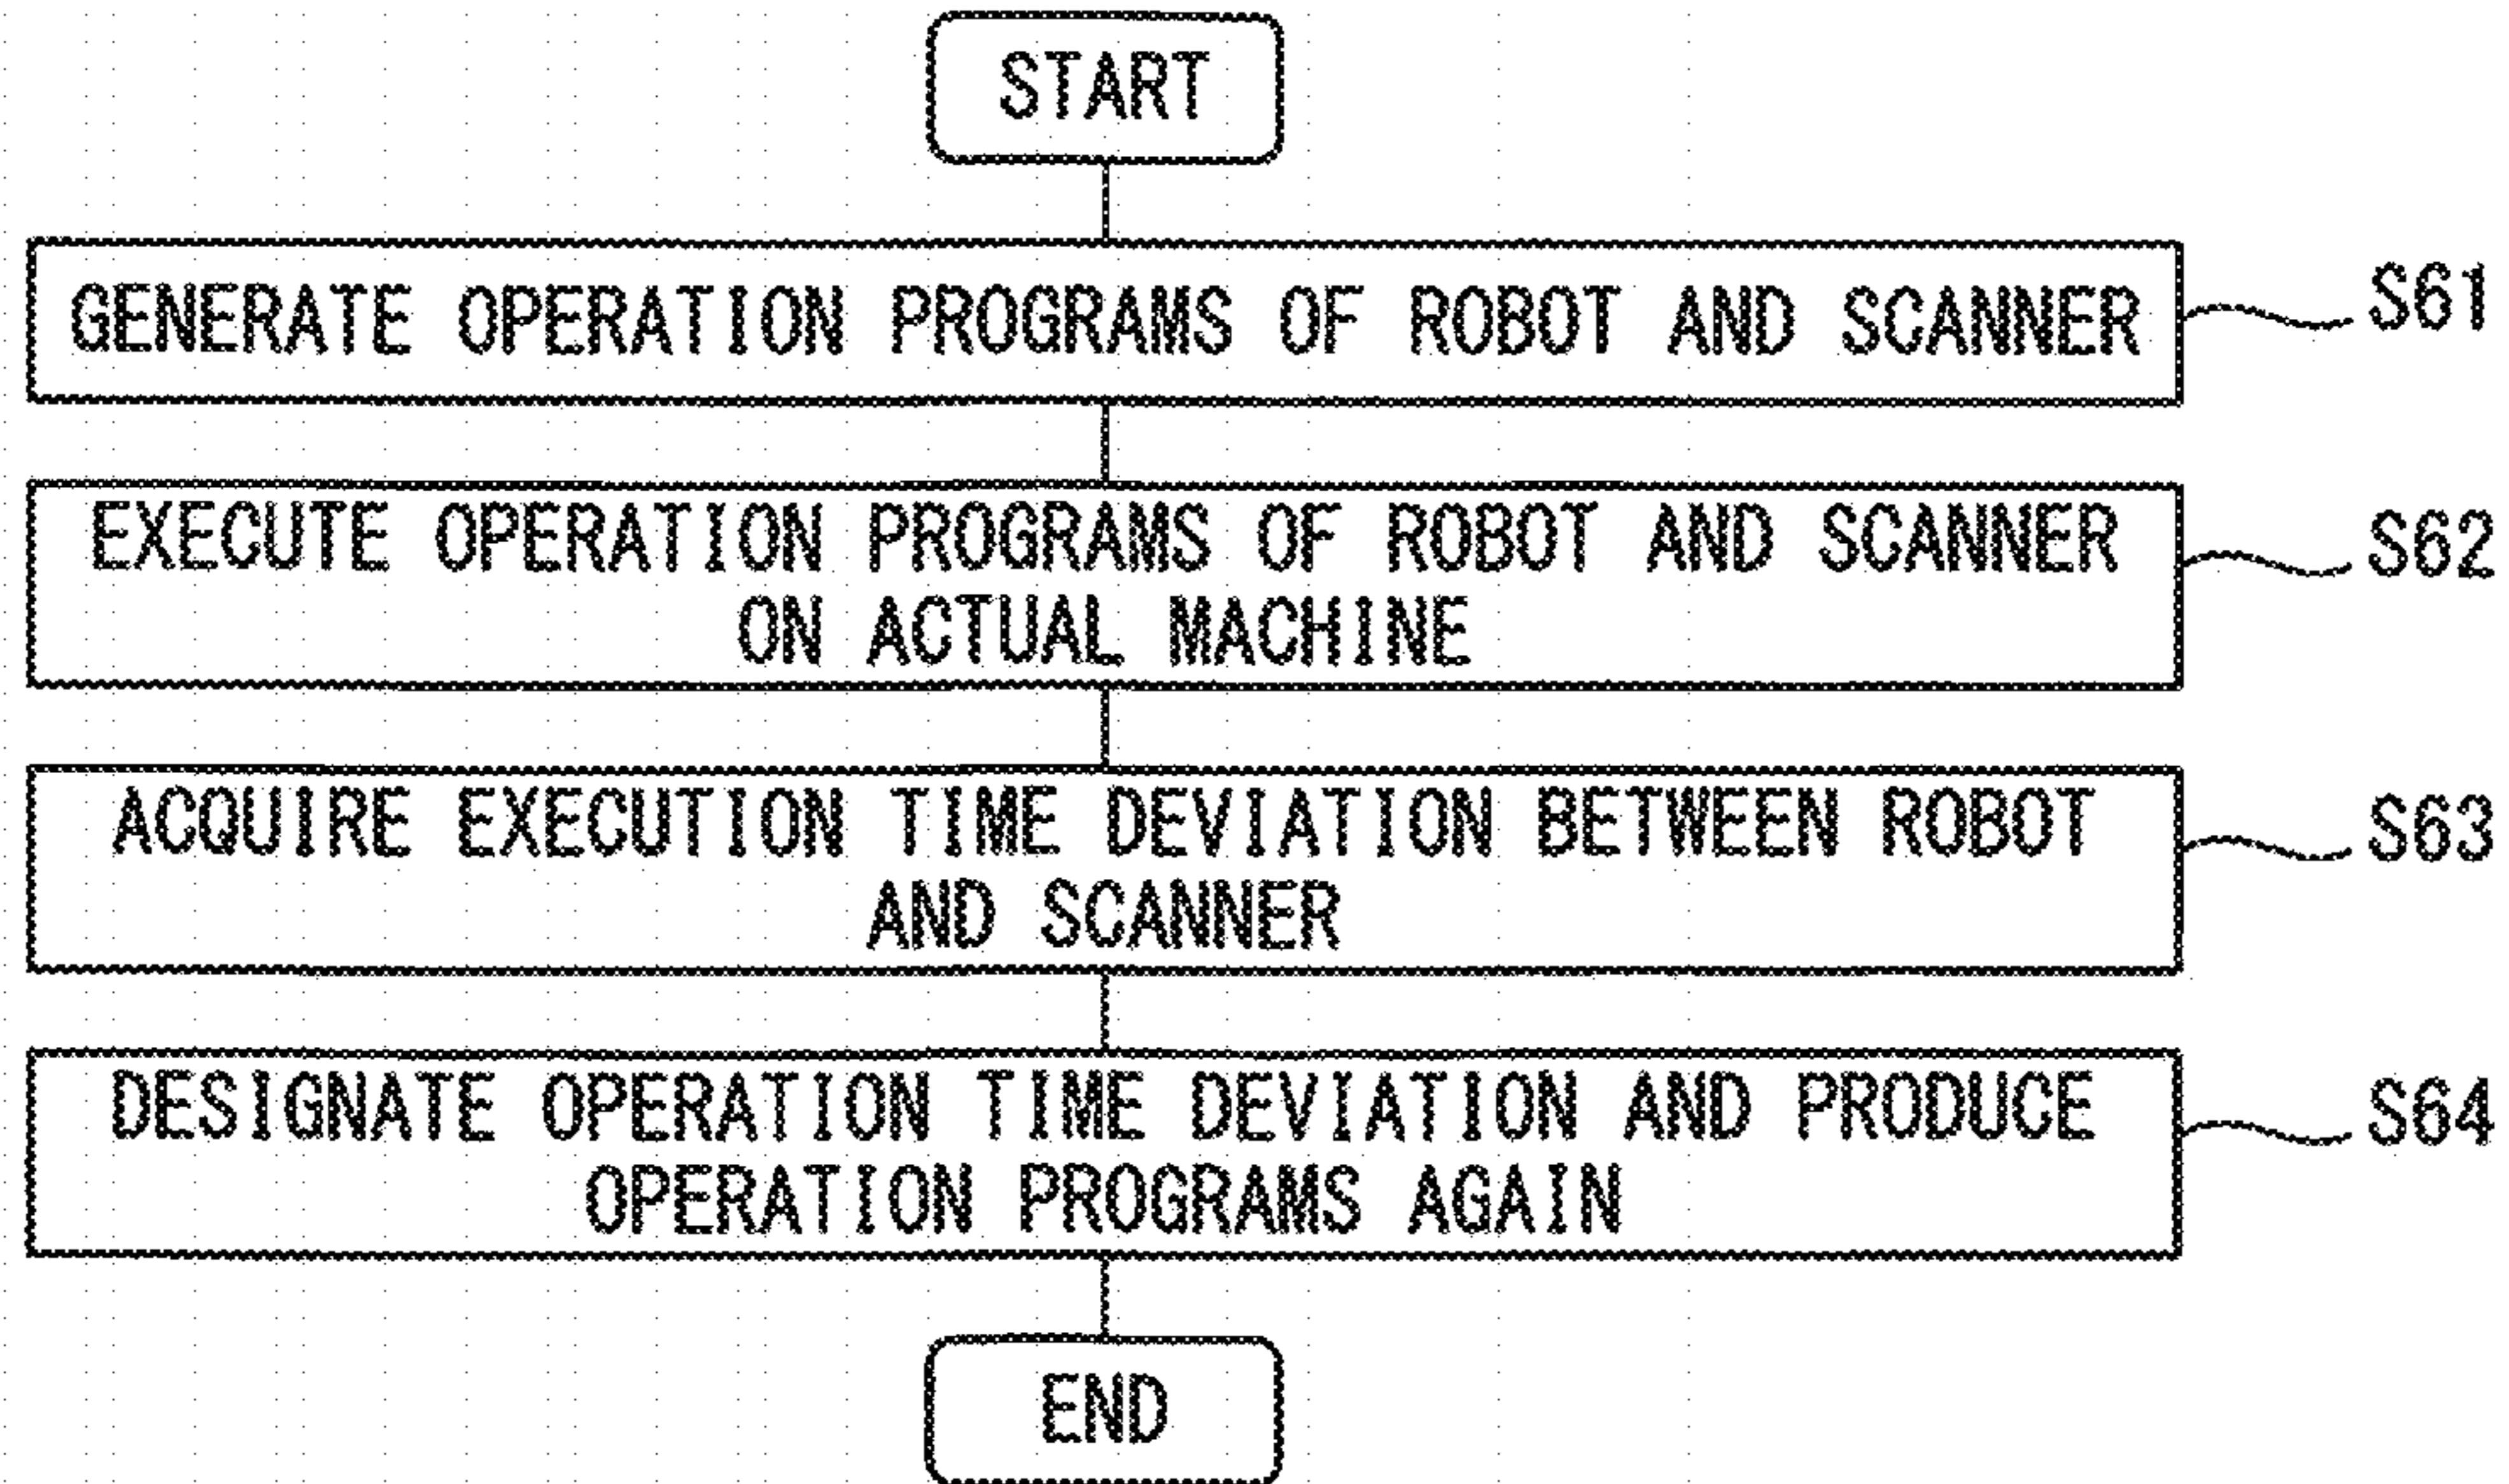 START
GENERATE OPERATION PROGRAMS OF ROBOT AND SCANNER
S61
EXECUTE OPERATION PROGRAMS OF ROBOT AND SCANNER
ON ACTUAL MACHINE
S62
ACQUIRE EXECUTION TIME DEVIATION BETWEEN ROBOT
AND SCANNER
S63
DESIGNATE OPERATION TIME DEVIATION AND PRODUCE
OPERATION PROGRAMS AGAIN
S64
END